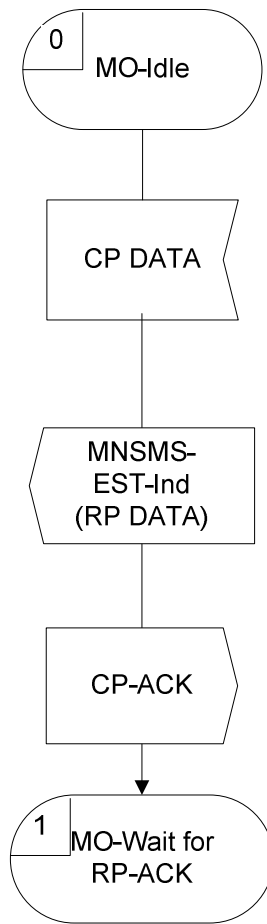 0
MO-Idle
CP DATA
MNSMS-
EST-Ind
(RP DATA)
CP-ACK
1
MO-Wait for
RP-ACK